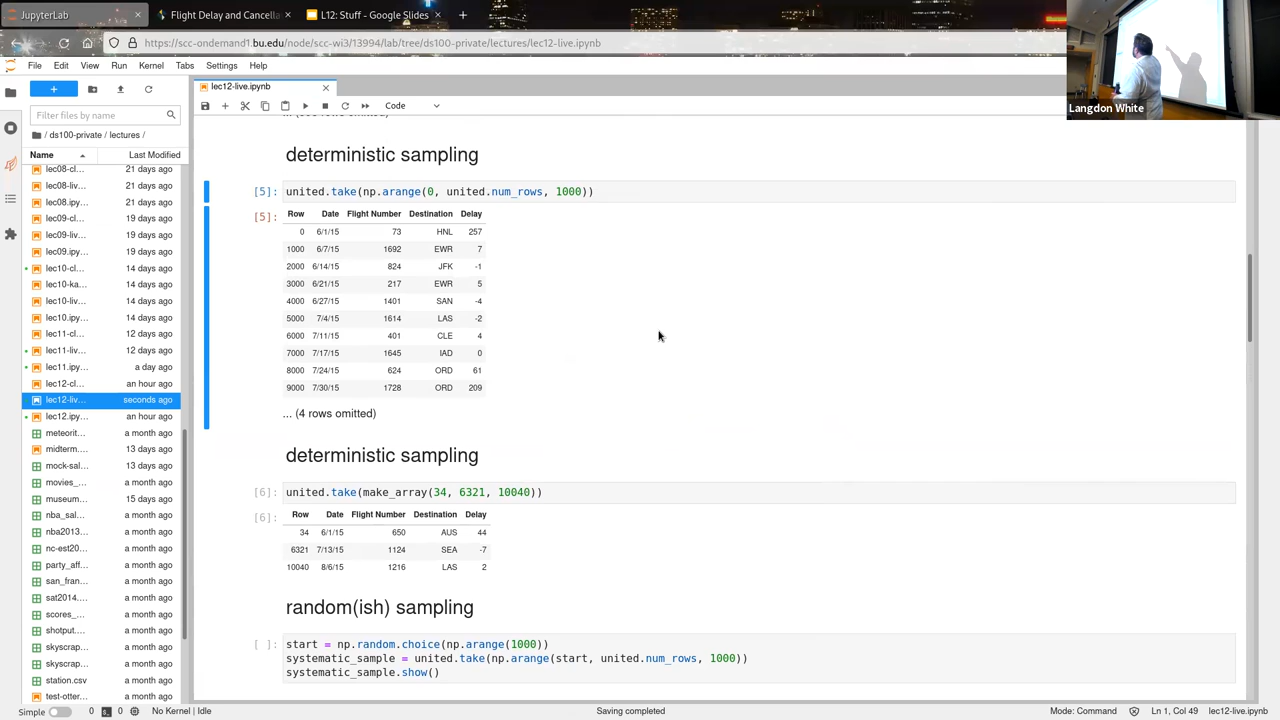 JupyterLab
Flight Delay and Cancella
L12: Stuff - Google Slides
https://scc-ondemand1.bu.edu/node/scc-wi3/13994/lab/tree/ds100-private/lectures/lec12-live.ipynb
File Edit View Run Kernel Tabs Settings Help
Langdon White
lec12-live.ipynb
Code
Filter files by name
/ ds100-private / lectures /
Name Last Modified
lec08-cl... 21 days ago
lec08-liv... 21 days ago
lec08.ipy... 21 days ago
lec09-cl... 19 days ago
lec09-liv... 19 days ago
lec09.ipy... 19 days ago
lec10-cl... 14 days ago
lec10-ka... 14 days ago
lec10-liv... 14 days ago
lec10.ipy... 14 days ago
lec11-cl... 12 days ago
lec11-liv... 12 days ago
lec11.ipy... a day ago
lec12-cl... an hour ago
lec12-liv... seconds ago
lec12.ipy... an hour ago
meteorit... a month ago
midterm.... 13 days ago
mock-sal... 13 days ago
movies_... a month ago
museum... 15 days ago
nba_sal... a month ago
nba2013... a month ago
nc-est20... a month ago
party_aff... a month ago
san_fran... a month ago
sat2014.... a month ago
scores_... a month ago
shotput.... a month ago
skyscrap... a month ago
skyscrap... a month ago
station.csv a month ago
test-otter... a month ago
deterministic sampling
[5]: united.take(np.arange(0, united.num_rows, 1000))
[5]: Row Date Flight Number Destination Delay
0 6/1/15 73 HNL 257
1000 6/7/15 1692 EWR 7
2000 6/14/15 824 JFK -1
3000 6/21/15 217 EWR 5
4000 6/27/15 1401 SAN -4
5000 7/4/15 1614 LAS -2
6000 7/11/15 401 CLE 4
7000 7/17/15 1645 IAD 0
8000 7/24/15 624 ORD 61
9000 7/30/15 1728 ORD 209
... (4 rows omitted)
deterministic sampling
[6]: united.take(make_array(34, 6321, 10040))
[6]: Row Date Flight Number Destination Delay
34 6/1/15 650 AUS 44
6321 7/13/15 1124 SEA -7
10040 8/6/15 1216 LAS 2
random(ish) sampling
[ ]: start = np.random.choice(np.arange(1000))
systematic_sample = united.take(np.arange(start, united.num_rows, 1000))
systematic_sample.show()
Simple 0 0 No Kernel | Idle Saving completed Mode: Command Ln 1, Col 49 lec12-live.ipynb